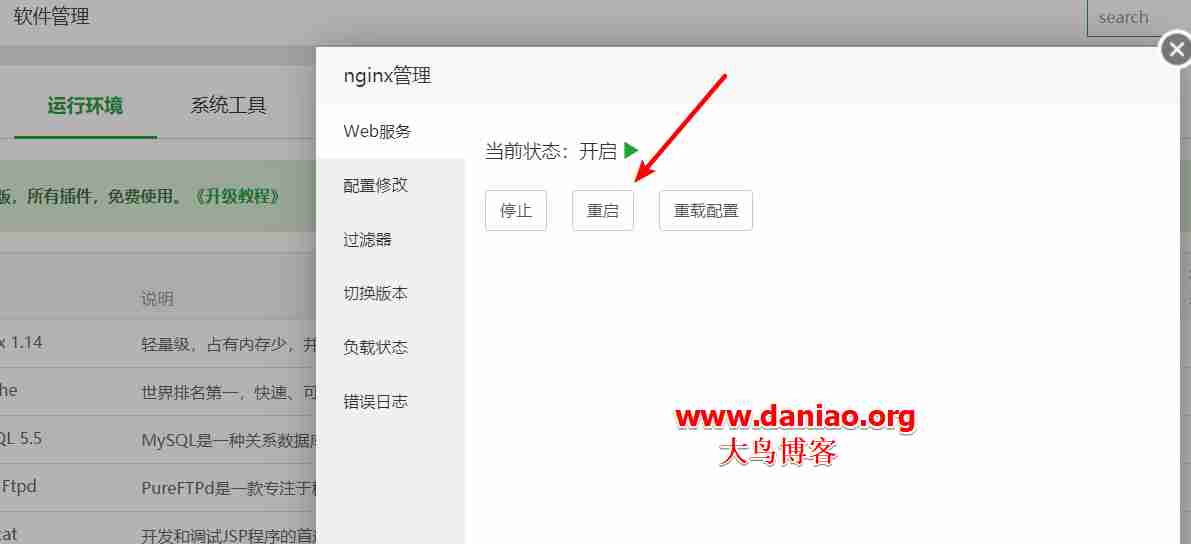 软件管理
search
nginx管理
运行环境
系统工具
Web服务
当前状态：开启
版，所有插件，免费使用。《升级教程》
配置修改
停止
重启
重载配置
过滤器
切换版本
说明
x 1.14
轻量级，占有内存少，并
负载状态
he
世界排名第一，快速、可
错误日志
www.daniao.org
QL 5.5
MySQL是一种关系数据库
大鸟博客
Ftpd
PureFTPd是一款专注于
cat
开发和调试JSP程序的首选